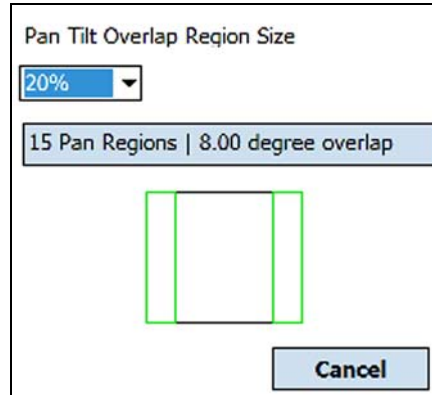 Pan Tilt Overlap Region Size
20%
15 Pan Regions | 8.00 degree overlap
Cancel